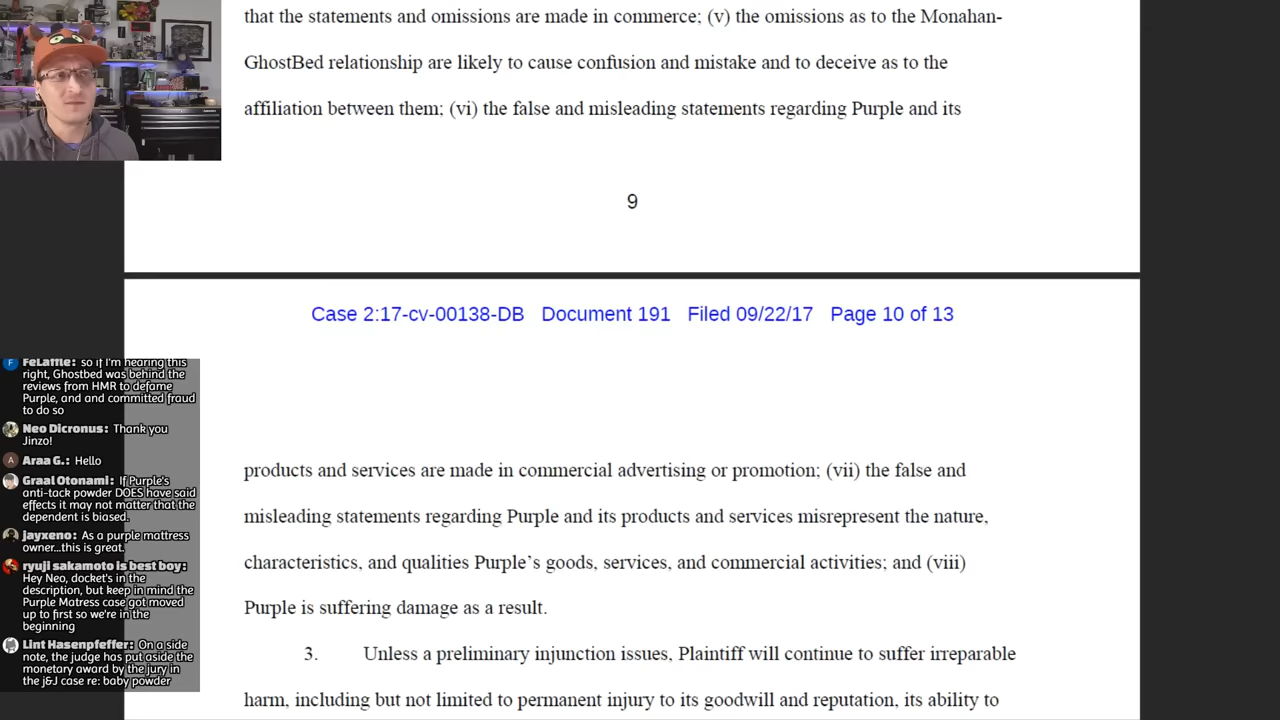 that the statements and omissions are made in commerce; (v) the omissions as to the Monahan-
GhostBed relationship are likely to cause confusion and mistake and to deceive as to the
affiliation between them; (vi) the false and misleading statements regarding Purple and its
9
Case 2:17-cv-00138-DB Document 191 Filed 09/22/17 Page 10 of 13
products and services are made in commercial advertising or promotion; (vii) the false and
misleading statements regarding Purple and its products and services misrepresent the nature,
characteristics, and qualities Purple's goods, services, and commercial activities; and (viii)
Purple is suffering damage as a result.
3. Unless a preliminary injunction issues, Plaintiff will continue to suffer irreparable
harm, including but not limited to permanent injury to its goodwill and reputation, its ability to
F
FeLaffie: so if I'm hearing this
right, Ghostbed was behind the
reviews from HMR to defame
Purple, and and committed fraud
to do so
Neo Dicronus: Thank you
Jinzo!
A
Araa G.: Hello
Graal Otonami: If Purple's
anti-tack powder DOES have said
effects it may not matter that the
dependent is biased.
jayxeno: As a purple mattress
owner...this is great.
ryuji sakamoto is best boy:
Hey Neo, docket's in the
description, but keep in mind the
Purple Matress case got moved
up to first so we're in the
beginning
Lint Hasenpfeffer: On a side
note, the judge has put aside the
monetary award by the jury in
the j&J case re: baby powder